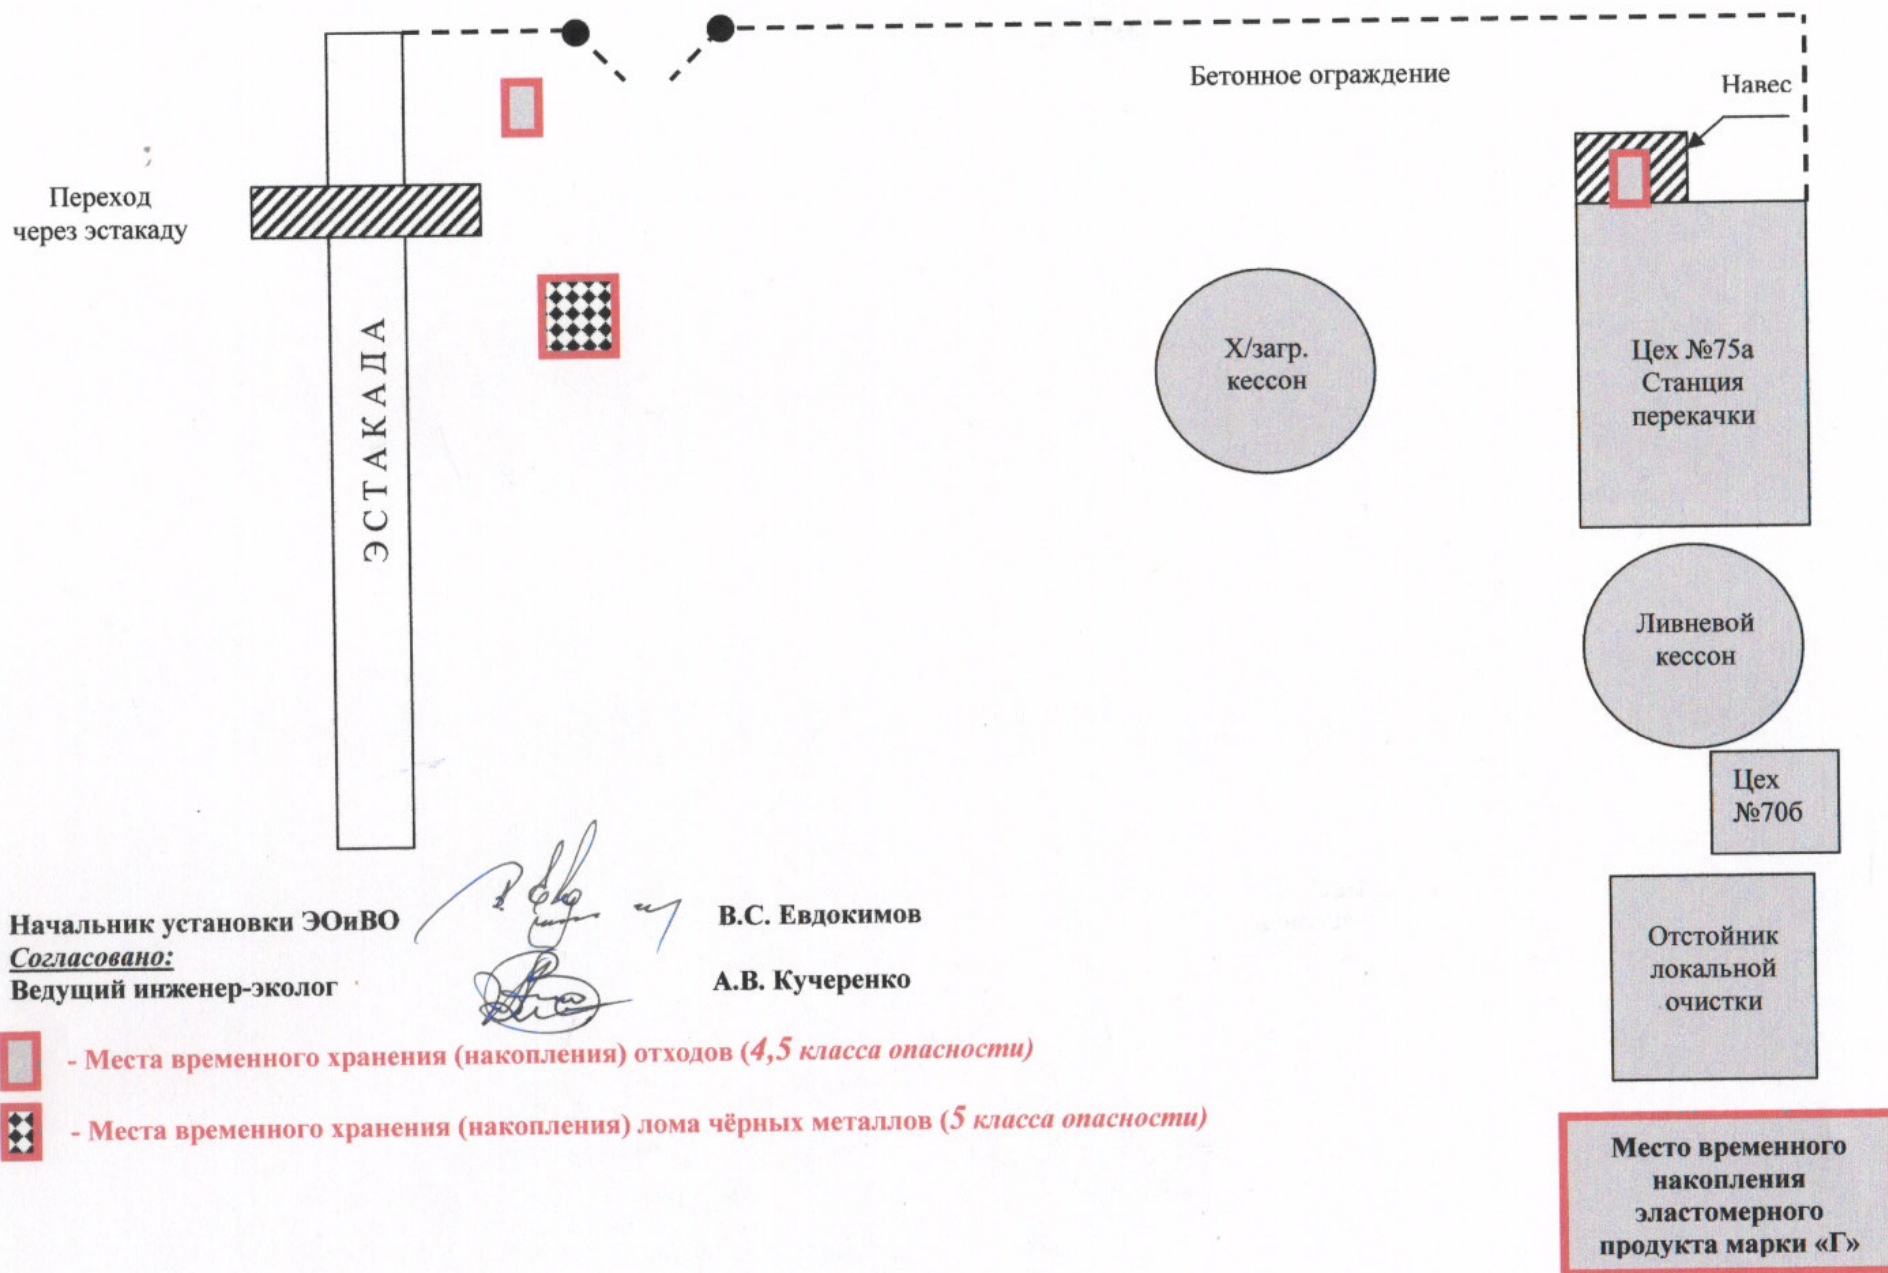 Бетонное ограждение
Навес
Переход
через эстакаду
ЭСТАКАДА
Х/загр.
кессон
Цех №75а
Станция
перекачки
Ливневой
кессон
Цех
№70б
Отстойник
локальной
очистки
Начальник установки ЭОиВО
В.С. Евдокимов
Согласовано:
Ведущий инженер-эколог
А.В. Кучеренко
- Места временного хранения (накопления) отходов (4,5 класса опасности)
- Места временного хранения (накопления) лома чёрных металлов (5 класса опасности)
Место временного
накопления
эластомерного
продукта марки «Г»